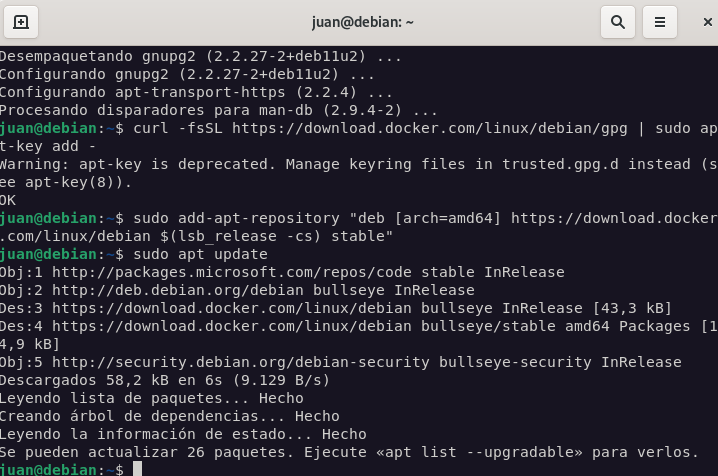 juan@debian: ~
Desempaquetando gnupg2 (2.2.27-2+deb11u2) ...
Configurando gnupg2 (2.2.27-2+deb11u2) ...
Configurando apt-transport-https (2.2.4) ...
Procesando disparadores para man-db (2.9.4-2) ...
juan@debian:~$ curl -fsSL https://download.docker.com/linux/debian/gpg | sudo ap
t-key add -
Warning: apt-key is deprecated. Manage keyring files in trusted.gpg.d instead (s
ee apt-key(8)).
OK
juan@debian:~$ sudo add-apt-repository "deb [arch=amd64] https://download.docker
.com/linux/debian $(lsb_release -cs) stable"
juan@debian:~$ sudo apt update
Obj:1 http://packages.microsoft.com/repos/code stable InRelease
Obj:2 http://deb.debian.org/debian bullseye InRelease
Des:3 https://download.docker.com/linux/debian bullseye InRelease [43,3 kB]
Des:4 https://download.docker.com/linux/debian bullseye/stable amd64 Packages [1
4,9 kB]
Obj:5 http://security.debian.org/debian-security bullseye-security InRelease
Descargados 58,2 kB en 6s (9.129 B/s)
Leyendo lista de paquetes... Hecho
Creando árbol de dependencias... Hecho
Leyendo la información de estado... Hecho
Se pueden actualizar 26 paquetes. Ejecute «apt list --upgradable» para verlos.
juan@debian:~$